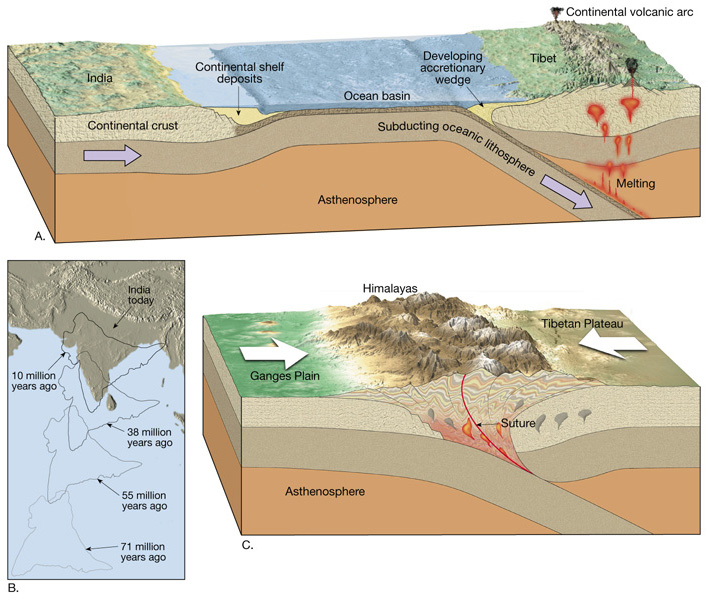 Continental volcanic arc
India
Continental shelf
deposits
Developing
accretionary
wedge
Tibet
Ocean basin
Continental crust
Subducting oceanic lithosphere
Melting
Asthenosphere
A.
India
today
10 million
years ago
38 million
years ago
55 million
years ago
71 million
years ago
B.
Himalayas
Tibetan Plateau
Ganges Plain
Suture
Asthenosphere
C.